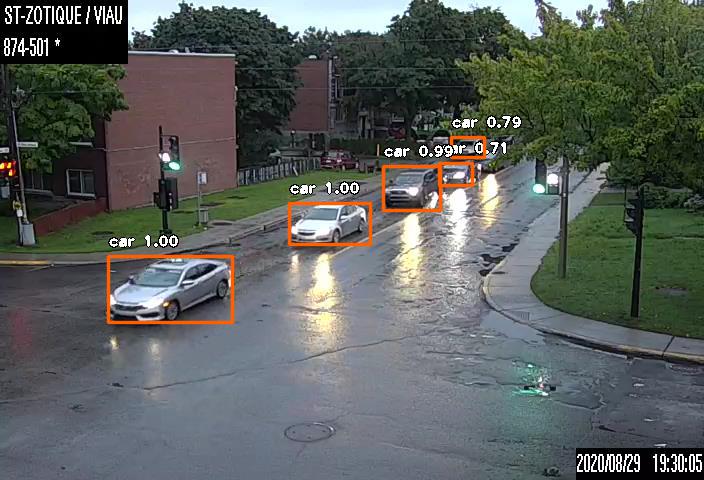 ST-ZOTIQUE / VIAU
874-501 *
car 0.79
car 0.99
r 0.71
car 1.00
car 1.00
2020/08/29 19:30:05